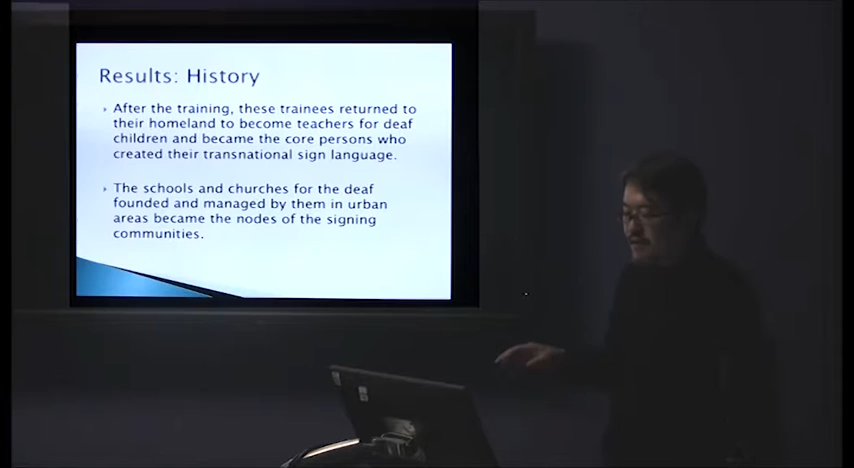 Results: History
After the training, these trainees returned to
their homeland to become teachers for deaf
children and became the core persons who
created their transnational sign language.
The schools and churches for the deaf
founded and managed by them in urban
areas became the nodes of the signing
communities.